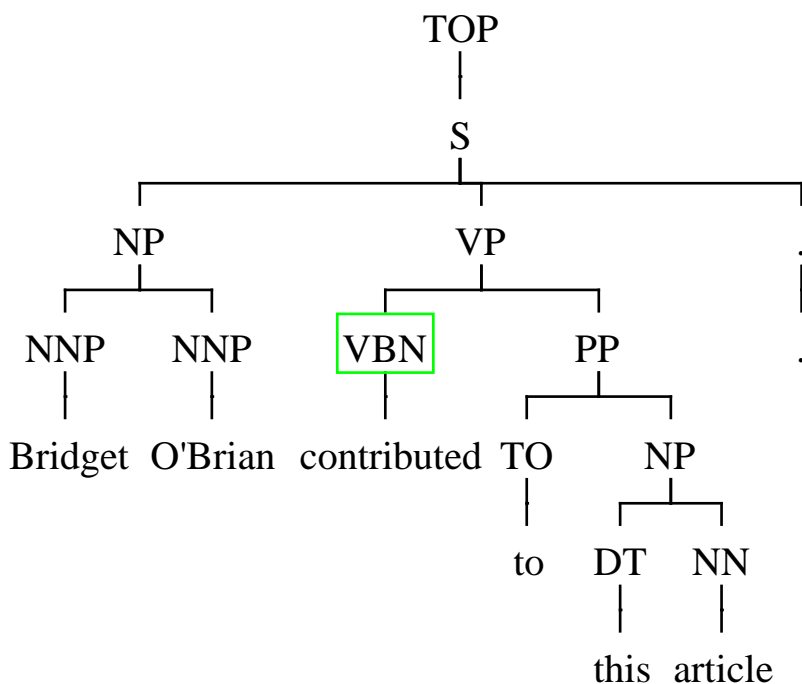 TOP
S
NP VP .
NNP NNP VBN PP .
Bridget O'Brian contributed TO NP
to DT NN
this article